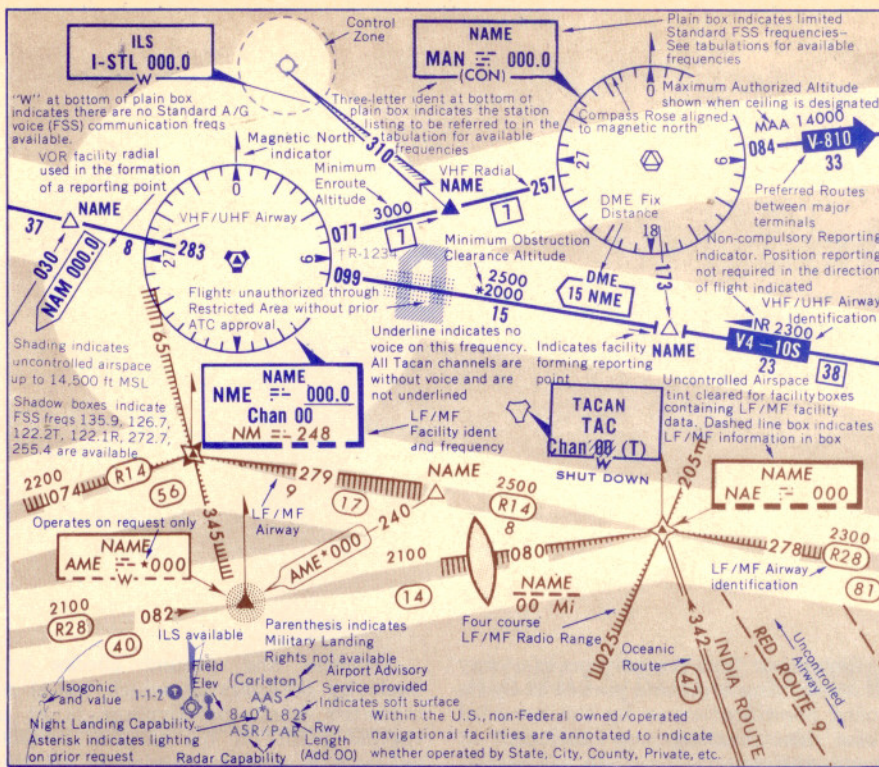 ILS
I-STL 000.0
W
Control
Zone
NAME
MAN 000.0
(CON)
Plain box indicates limited
Standard FSS frequencies—
See tabulations for available
frequencies
"W" at bottom of plain box
indicates there are no Standard A/G
voice (FSS) communication freqs
available.
Three-letter ident at bottom of
plain box indicates the station
listing to be referred to in the
tabulation for available
frequencies
Maximum Authorized Altitude
shown when ceiling is designated
MAA 14000
084
V-810
33
Compass Rose aligned
to magnetic north
0
27
9
18
VOR facility radial
used in the formation
of a reporting point
Magnetic North
indicator
310
Minimum
Enroute
Altitude
VHF Radial
NAME
257
7
3000
077
7
Preferred Routes
between major
terminals
DME Fix
Distance
37
NAME
030
8
283
NAM 000.0
VHF/UHF Airway
0
27
9
†R-1234
099
Minimum Obstruction
Clearance Altitude
2500
*2000
15
DME
15 NME
173
Non-compulsory Reporting
indicator. Position reporting
not required in the direction
of flight indicated
NR 2300
VHF/UHF Airway
Identification
V4-10S
23
38
NAME
165
Flights unauthorized through
Restricted Area without prior
ATC approval
Underline indicates no
voice on this frequency.
All Tacan channels are
without voice and are
not underlined
Indicates facility
forming reporting
point
Shading indicates
uncontrolled airspace
up to 14,500 ft MSL
Shadow boxes indicate
FSS freqs 135.9, 126.7,
122.2T, 122.1R, 272.7,
255.4 are available
NAME
NME 000.0
Chan 00
NM 248
LF/MF
Facility ident
and frequency
TACAN
TAC
Chan 00 (T)
W
SHUT DOWN
Uncontrolled Airspace
tint cleared for facility boxes
containing LF/MF facility
data. Dashed line box indicates
LF/MF information in box
205m
NAME
NAE 000
2200
074
R14
56
279
9
17
LF/MF
Airway
NAME
2500
R14
8
345
240
AME*000
Operates on request only
NAME
AME *000
W
2100
080
14
NAME
00 Mi
278
2300
R28
LF/MF Airway
identification
81
2100
R28
082
40
Four course
LF/MF Radio Range
025
342
47
Oceanic
Route
INDIA ROUTE
RED ROUTE 9
Uncontrolled
Airway
ILS available
Parenthesis indicates
Military Landing
Rights not available
Isogonic
and value
1-1-2
Field
Elev
(Carleton)
AAS
Airport Advisory
Service provided
Indicates soft surface
840*L 82s
ASR/PAR
Rwy
Length
(Add 00)
Night Landing Capability
Asterisk indicates lighting
on prior request
Radar Capability
Within the U.S., non-Federal owned/operated
navigational facilities are annotated to indicate
whether operated by State, City, County, Private, etc.